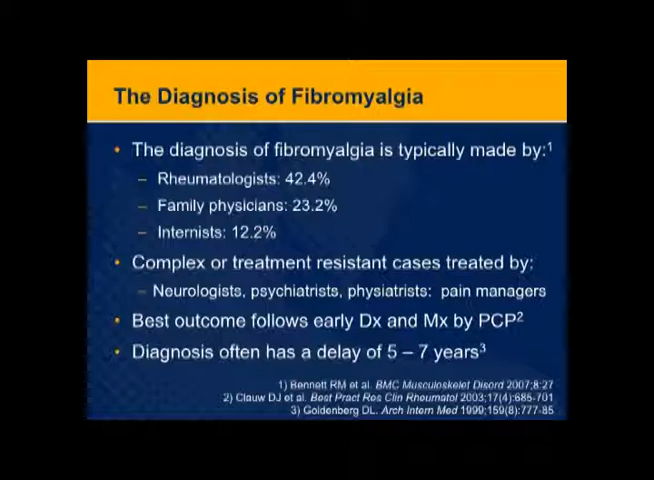 The Diagnosis of Fibromyalgia
• The diagnosis of fibromyalgia is typically made by:1
– Rheumatologists: 42.4%
– Family physicians: 23.2%
– Internists: 12.2%
• Complex or treatment resistant cases treated by:
– Neurologists, psychiatrists, physiatrists: pain managers
• Best outcome follows early Dx and Mx by PCP2
• Diagnosis often has a delay of 5 – 7 years3
1) Bennett RM et al. BMC Musculoskelet Disord 2007;8:27
2) Clauw DJ et al. Best Pract Res Clin Rheumatol 2003;17(4):685-701
3) Goldenberg DL. Arch Intern Med 1999;159(8):777-85